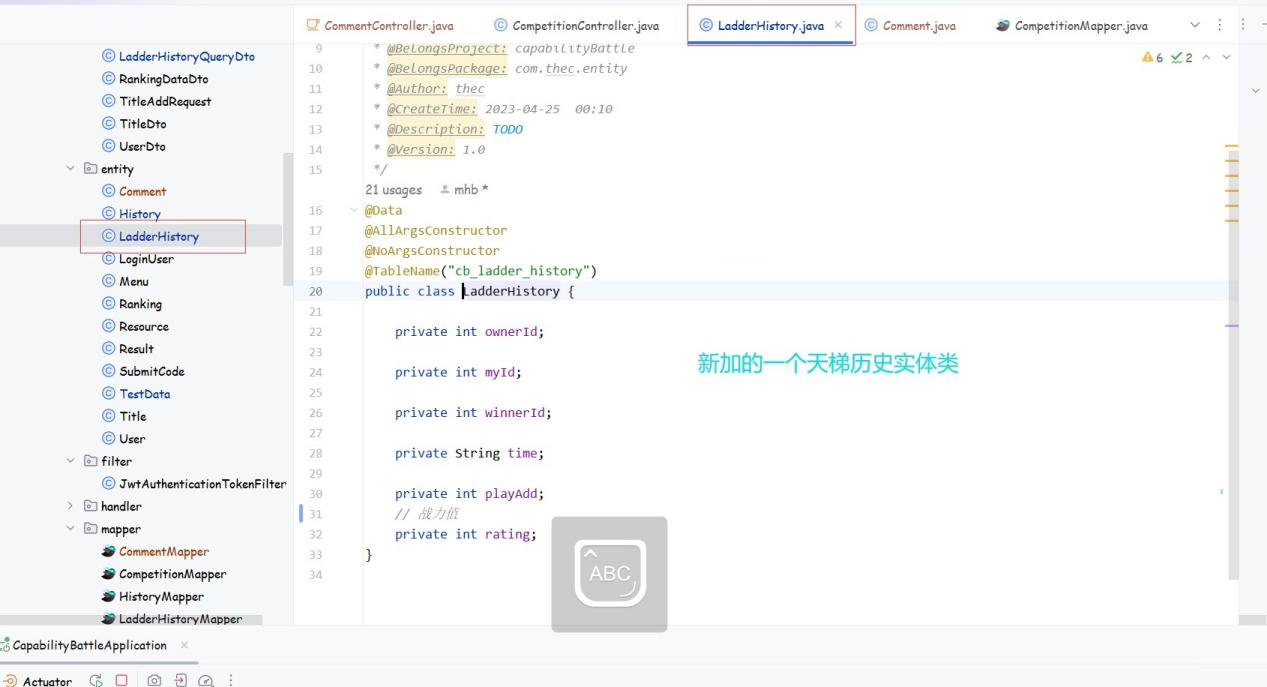 CommentController.java
CompetitionController.java
LadderHistory.java
Comment.java
CompetitionMapper.java
LadderHistoryQueryDto
RankingDataDto
TitleAddRequest
TitleDto
UserDto
entity
Comment
History
LadderHistory
LoginUser
Menu
Ranking
Resource
Result
SubmitCode
TestData
Title
User
filter
JwtAuthenticationTokenFilter
handler
mapper
CommentMapper
CompetitionMapper
HistoryMapper
LadderHistoryMapper
6 2
9 * @BelongsProject: capabilityBattle
10 * @BelongsPackage: com.thec.entity
11 * @Author: thec
12 * @CreateTime: 2023-04-25 00:10
13 * @Description: TODO
14 * @Version: 1.0
15 */
21 usages mhb *
16 @Data
17 @AllArgsConstructor
18 @NoArgsConstructor
19 @TableName("cb_ladder_history")
20 public class LadderHistory {
21
22 private int ownerId;
23
24 private int myId;
25
26 private int winnerId;
27
28 private String time;
29
30 private int playAdd;
31 // 战力值
32 private int rating;
33 }
34
新加的一个天梯历史实体类
ABC
CapabilityBattleApplication
Actuator